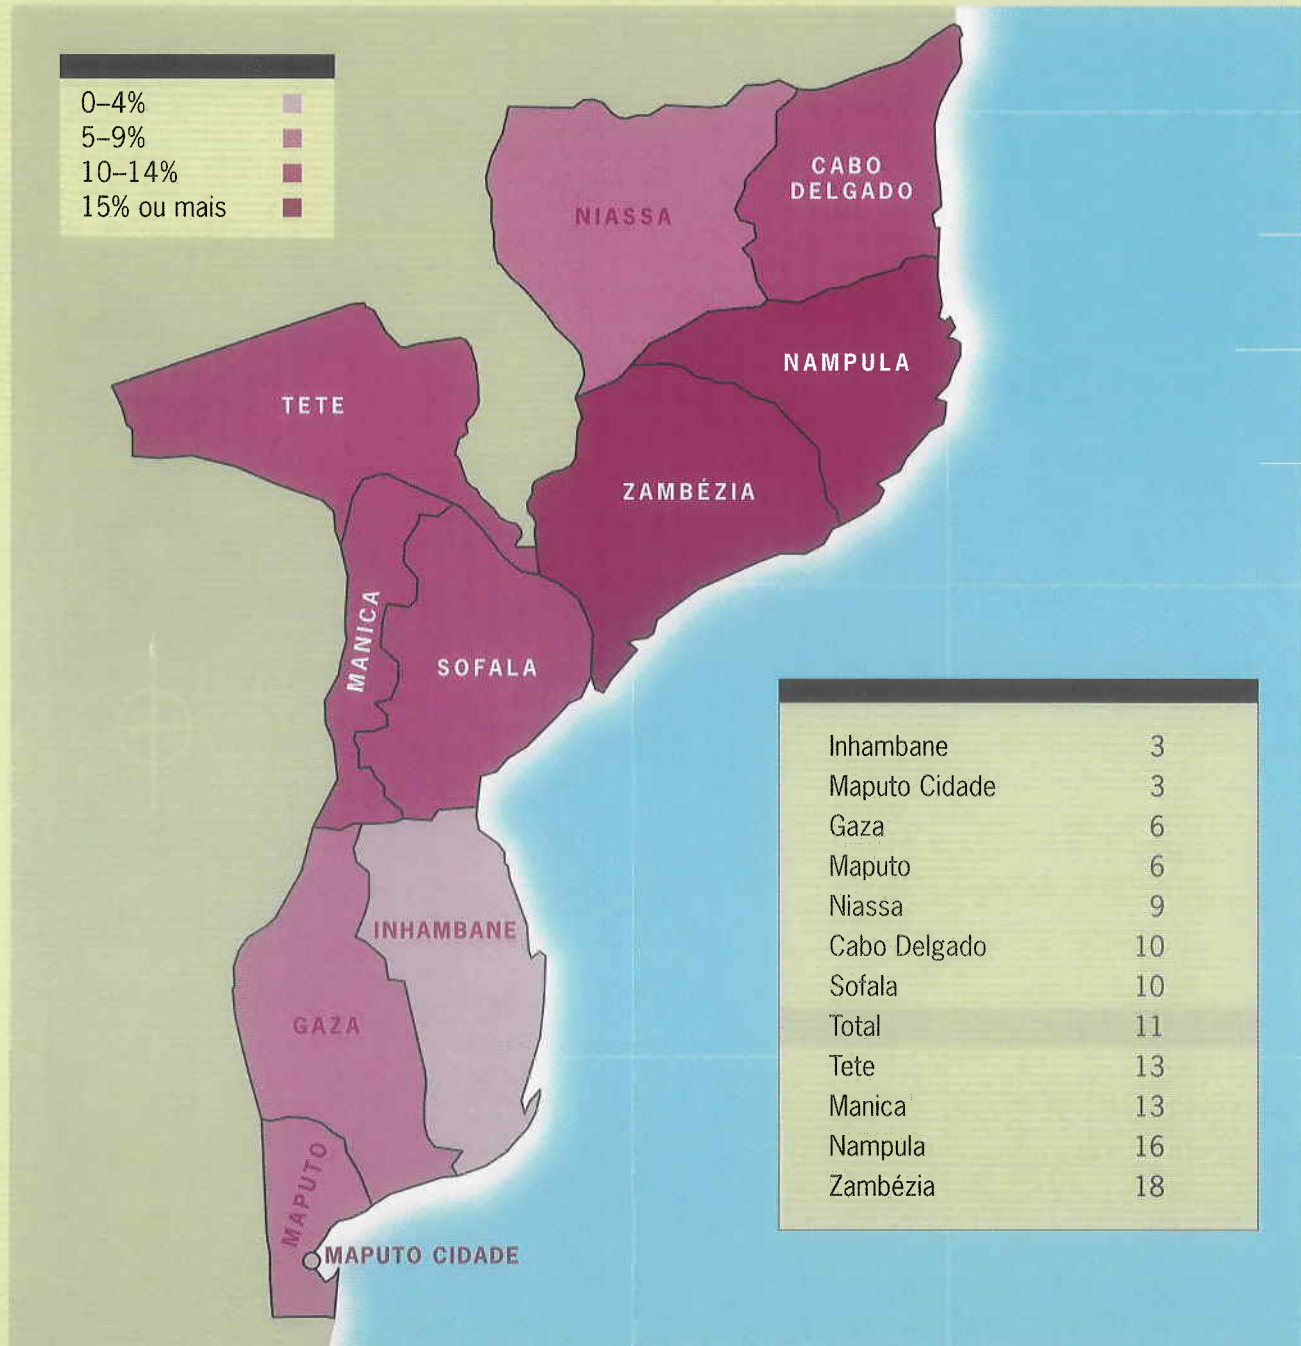 0–4%
5–9%
10–14%
15% ou mais
CABO
DELGADO
NIASSA
NAMPULA
TETE
ZAMBÉZIA
MANICA
SOFALA
INHAMBANE
GAZA
MAPUTO
MAPUTO CIDADE
Inhambane 3
Maputo Cidade 3
Gaza 6
Maputo 6
Niassa 9
Cabo Delgado 10
Sofala 10
Total 11
Tete 13
Manica 13
Nampula 16
Zambézia 18